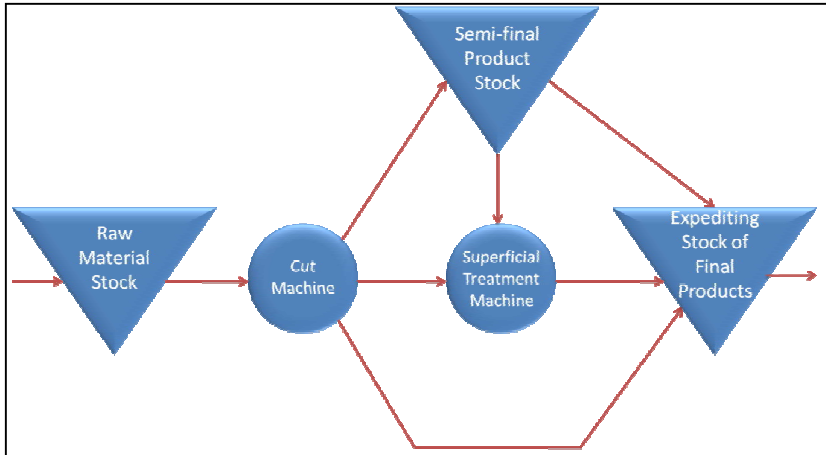 Semi-final
Product
Stock
Raw
Material
Stock
Cut
Machine
Superficial
Treatment
Machine
Expediting
Stock of
Final
Products